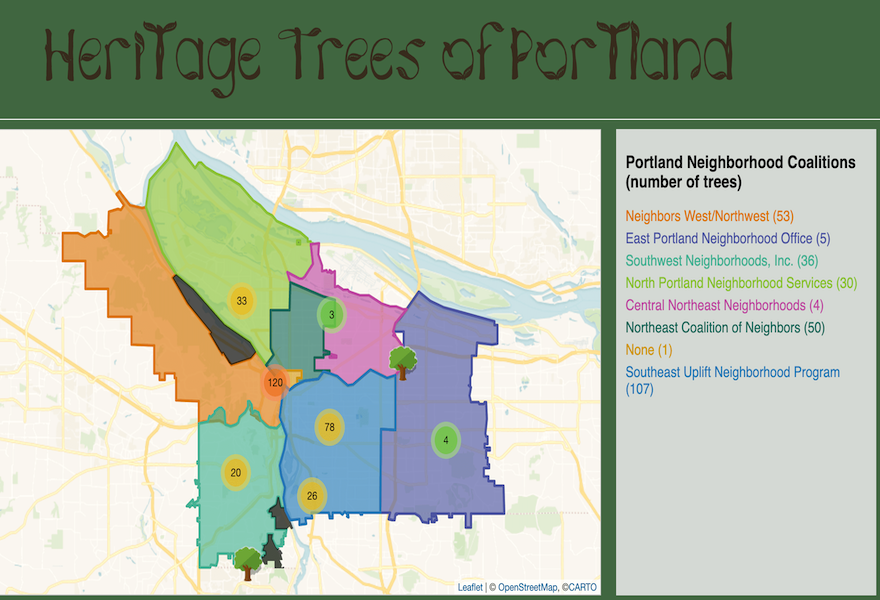 Heritage Trees of Portland
Portland Neighborhood Coalitions
(number of trees)
Neighbors West/Northwest (53)
East Portland Neighborhood Office (5)
Southwest Neighborhoods, Inc. (36)
North Portland Neighborhood Services (30)
Central Northeast Neighborhoods (4)
Northeast Coalition of Neighbors (50)
None (1)
Southeast Uplift Neighborhood Program
(107)
33
3
120
78
4
20
26
Leaflet | © OpenStreetMap, ©CARTO